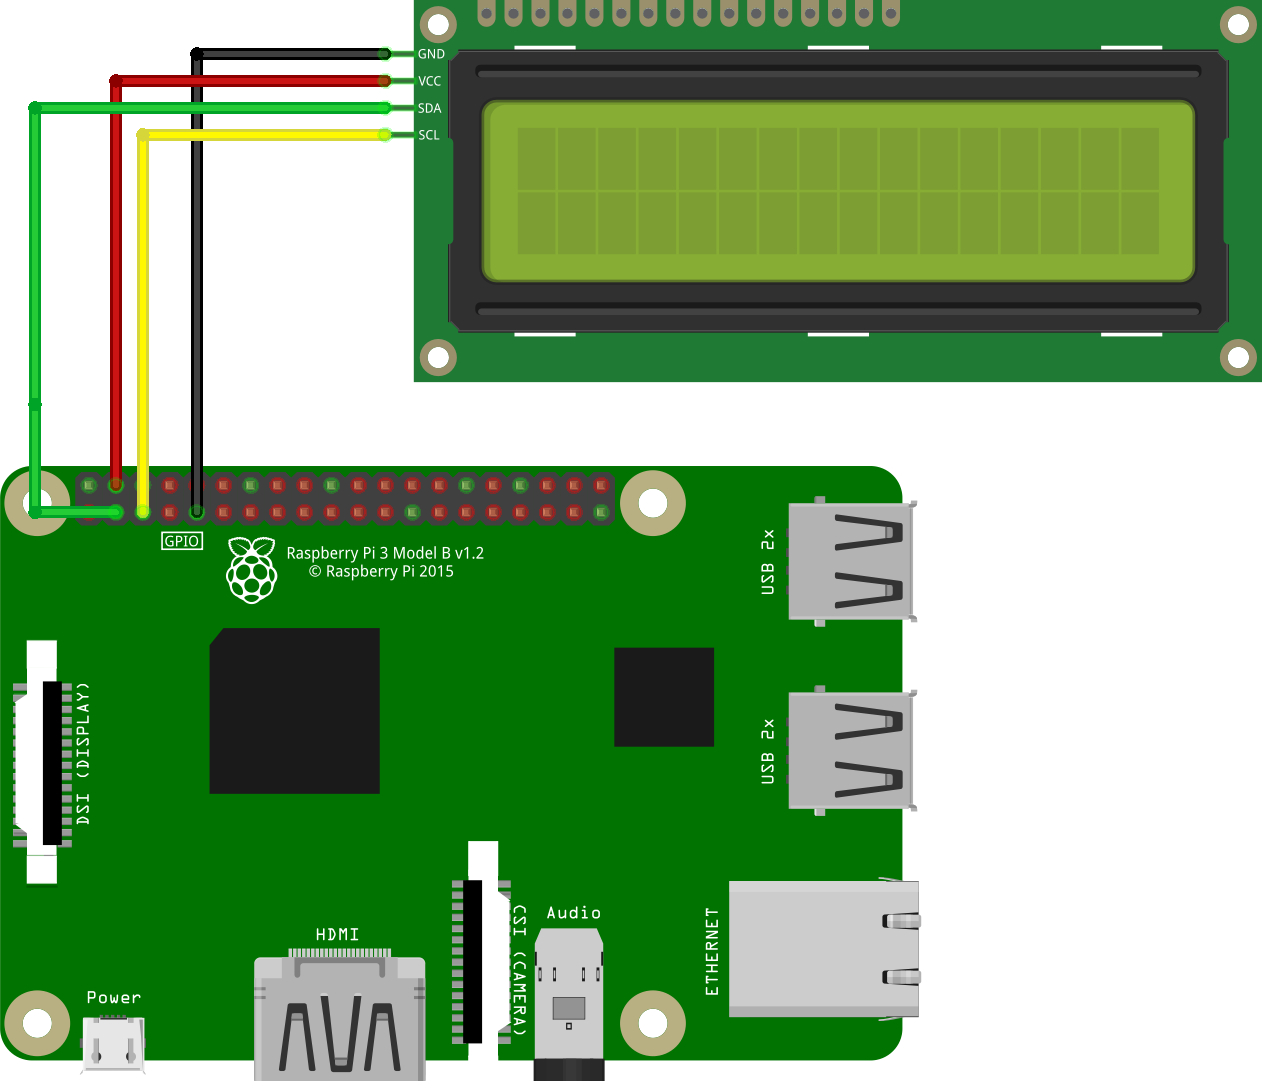 GND
VCC
SDA
SCL
GPIO
Raspberry Pi 3 Model B v1.2
© Raspberry Pi 2015
USB 2x
DSI (DISPLAY)
USB 2x
CSI (CAMERA)
Audio
ETHERNET
HDMI
Power